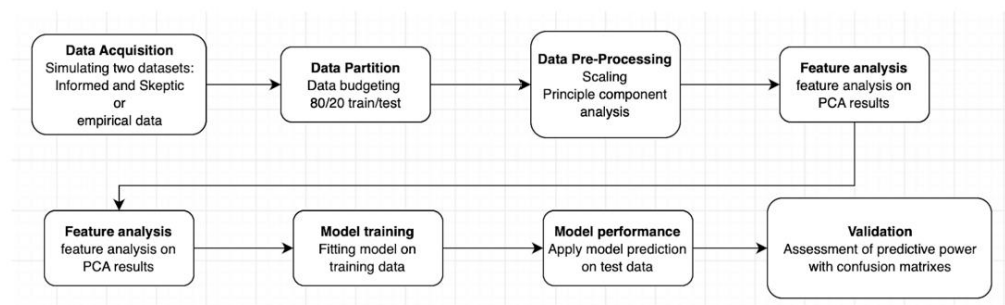 Data Acquisition
Simulating two datasets:
Informed and Skeptic
or
empirical data
Data Partition
Data budgeting
80/20 train/test
Data Pre-Processing
Scaling
Principle component
analysis
Feature analysis
feature analysis on
PCA results
Feature analysis
feature analysis on
PCA results
Model training
Fitting model on
training data
Model performance
Apply model prediction
on test data
Validation
Assessment of predictive power
with confusion matrixes